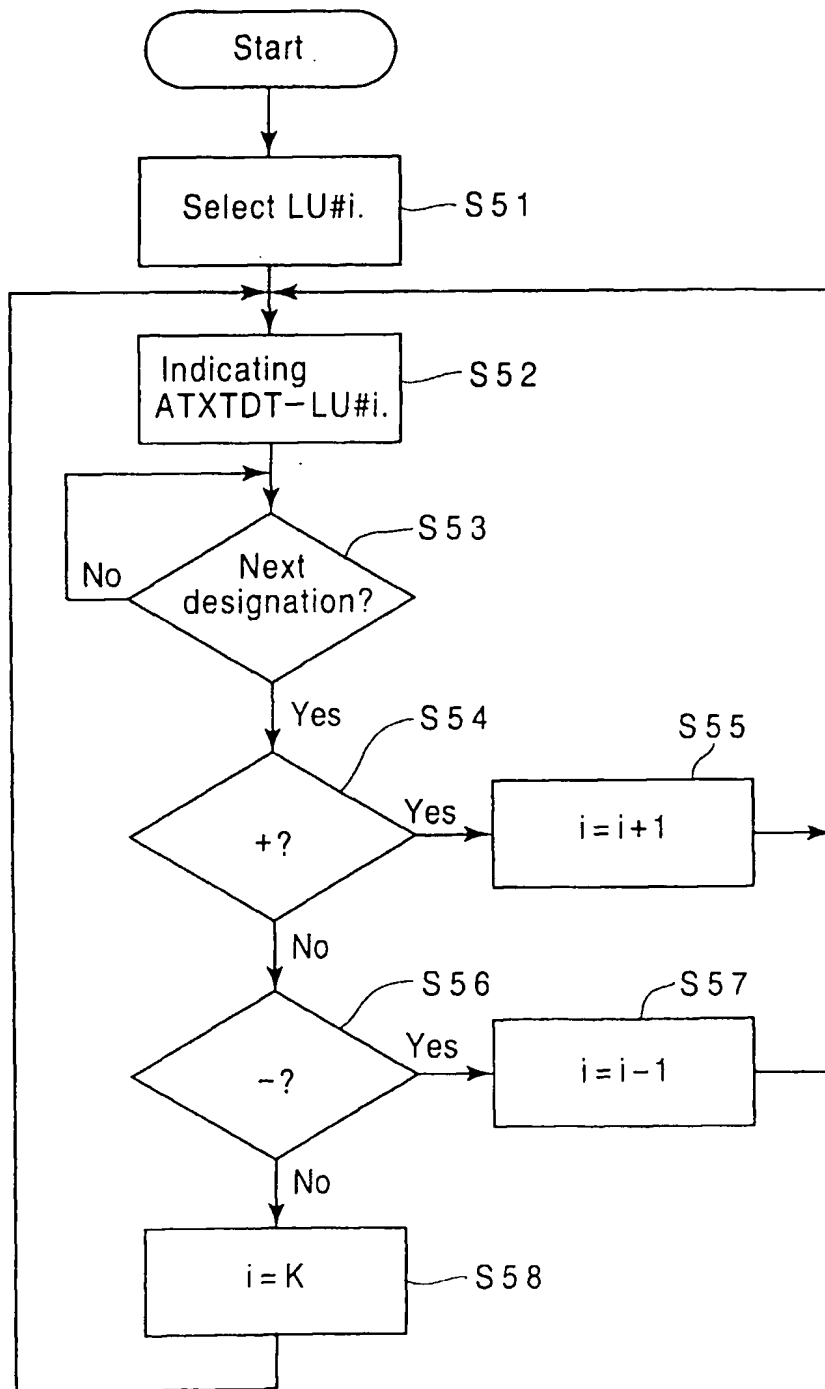 Start
Select LU#i.
S51
Indicating
ATXTDT-LU#i.
S52
S53
Next
designation?
No
Yes
S54
+?
Yes
S55
i=i+1
No
S56
-?
Yes
S57
i=i-1
No
i=K
S58